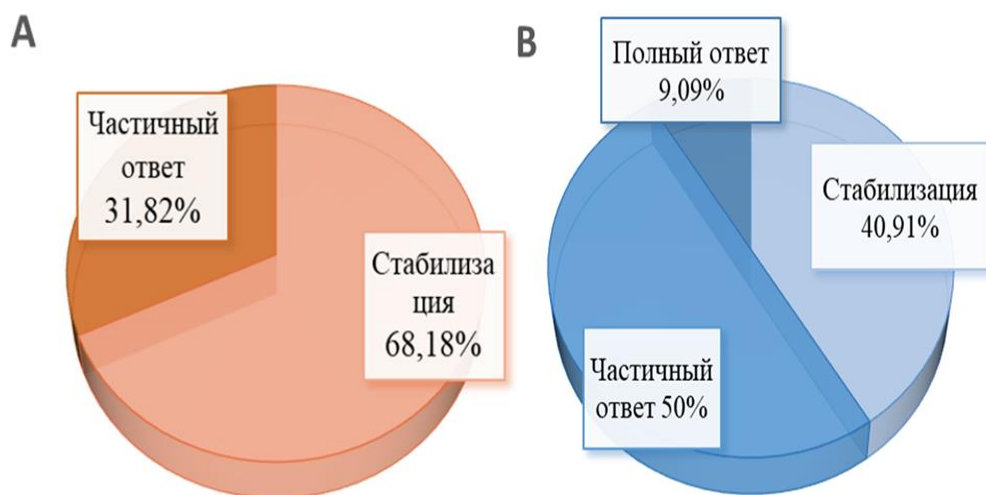 A
Частичный
ответ
31,82%
Стабилиза
ция
68,18%
B
Полный ответ
9,09%
Стабилизация
40,91%
Частичный
ответ 50%